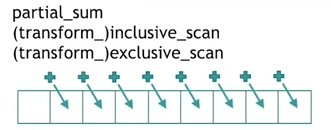 partial_sum
(transform_)inclusive_scan
(transform_)exclusive_scan